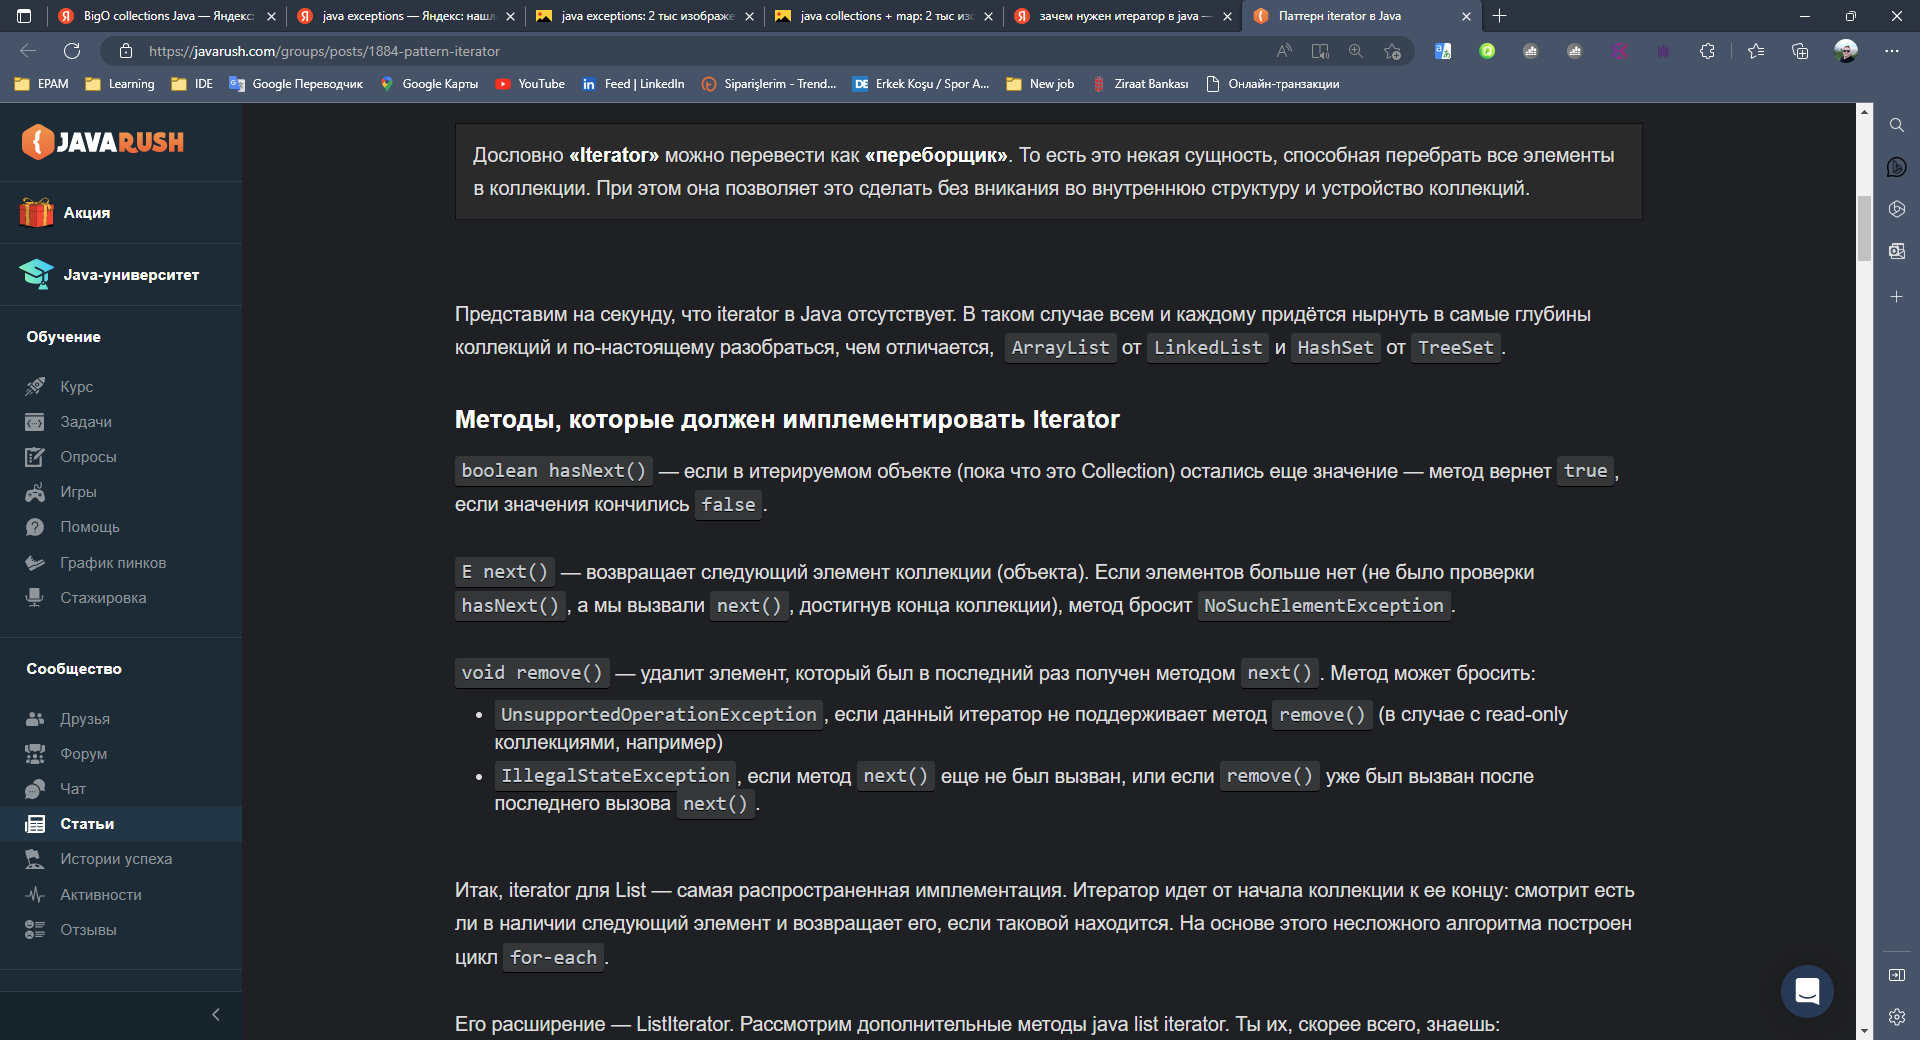 BigO collections Java — Яндекс:
java exceptions — Яндекс: нашл
java exceptions: 2 тыс изображе
java collections + map: 2 тыс из
зачем нужен итератор в java —
Паттерн iterator в Java
https://javarush.com/groups/posts/1884-pattern-iterator
EPAM
Learning
IDE
Google Переводчик
Google Карты
YouTube
Feed | LinkedIn
Siparişlerim - Trend...
Erkek Koşu / Spor A...
New job
Ziraat Bankası
Онлайн-транзакции
JAVARUSH
Акция
Java-университет
Обучение
Курс
Задачи
Опросы
Игры
Помощь
График пинков
Стажировка
Сообщество
Друзья
Форум
Чат
Статьи
Истории успеха
Активности
Отзывы
Дословно «Iterator» можно перевести как «переборщик». То есть это некая сущность, способная перебрать все элементы
в коллекции. При этом она позволяет это сделать без вникания во внутреннюю структуру и устройство коллекций.
Представим на секунду, что iterator в Java отсутствует. В таком случае всем и каждому придётся нырнуть в самые глубины
коллекций и по-настоящему разобраться, чем отличается, ArrayList от LinkedList и HashSet от TreeSet.
Методы, которые должен имплементировать Iterator
boolean hasNext() — если в итерируемом объекте (пока что это Collection) остались еще значение — метод вернет true,
если значения кончились false.
E next() — возвращает следующий элемент коллекции (объекта). Если элементов больше нет (не было проверки
hasNext(), а мы вызвали next(), достигнув конца коллекции), метод бросит NoSuchElementException.
void remove() — удалит элемент, который был в последний раз получен методом next(). Метод может бросить:
• UnsupportedOperationException, если данный итератор не поддерживает метод remove() (в случае с read-only
коллекциями, например)
• IllegalStateException, если метод next() еще не был вызван, или если remove() уже был вызван после
последнего вызова next().
Итак, iterator для List — самая распространенная имплементация. Итератор идет от начала коллекции к ее концу: смотрит есть
ли в наличии следующий элемент и возвращает его, если таковой находится. На основе этого несложного алгоритма построен
цикл for-each.
Его расширение — ListIterator. Рассмотрим дополнительные методы java list iterator. Ты их, скорее всего, знаешь: